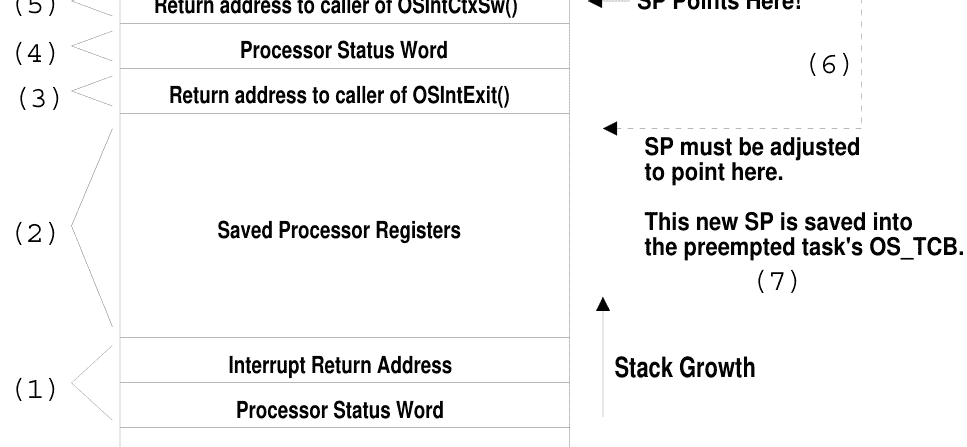 (5)
Return address to caller of OSIntCtxSw()
SP Points Here!
(4)
Processor Status Word
(6)
(3)
Return address to caller of OSIntExit()
SP must be adjusted
to point here.
(2)
Saved Processor Registers
This new SP is saved into
the preempted task's OS_TCB.
(7)
(1)
Interrupt Return Address
Stack Growth
Processor Status Word